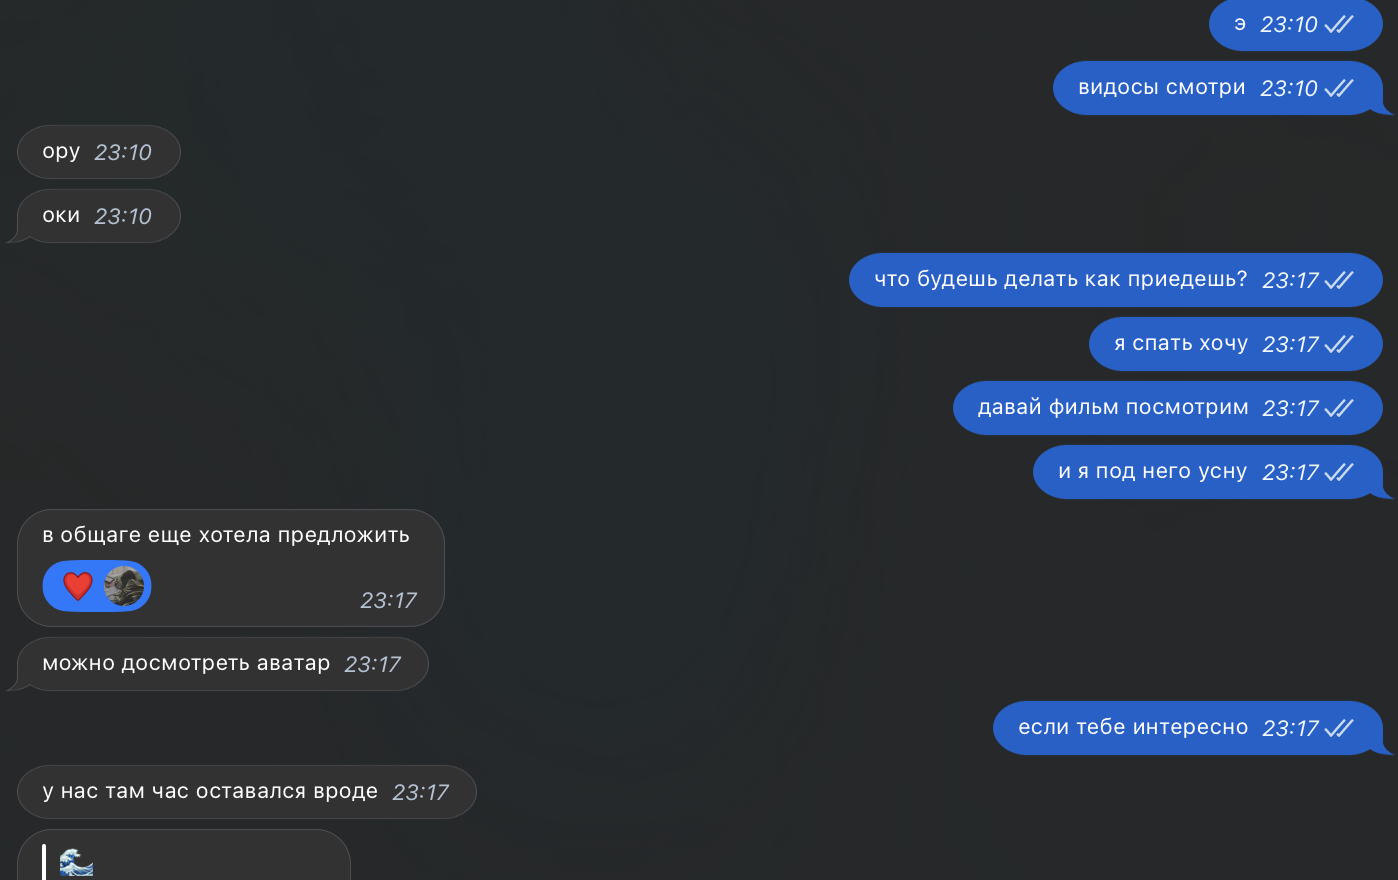 э 23:10
видосы смотри 23:10
ору 23:10
оки 23:10
что будешь делать как приедешь? 23:17
я спать хочу 23:17
давай фильм посмотрим 23:17
и я под него усну 23:17
в общаге еще хотела предложить
23:17
можно досмотреть аватар 23:17
если тебе интересно 23:17
у нас там час оставался вроде 23:17